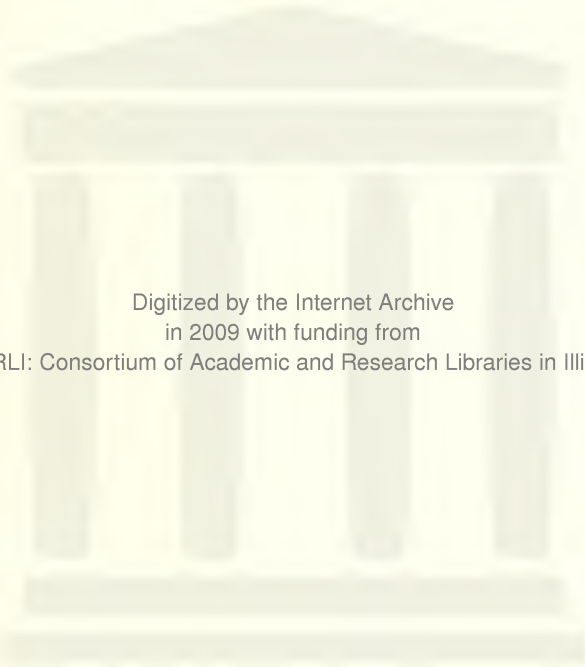 Digitized by the Internet Archive
in 2009 with funding from
RLI: Consortium of Academic and Research Libraries in Illi